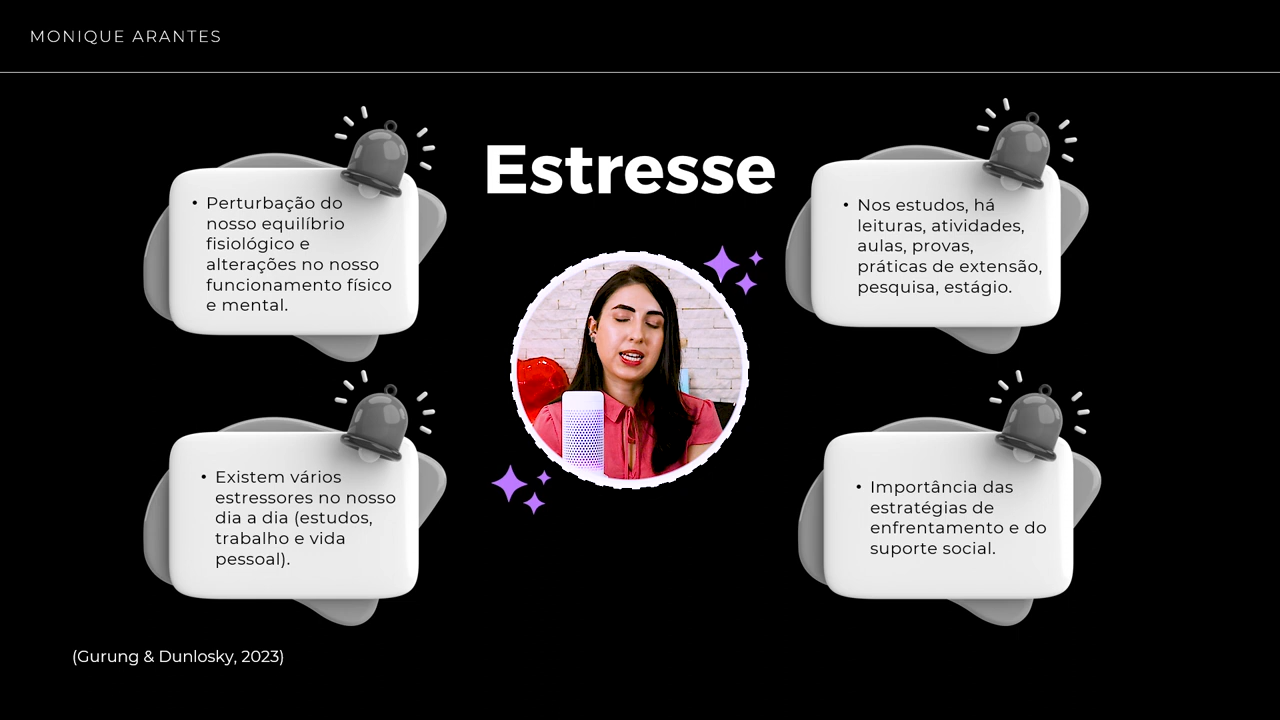 MONIQUE ARANTES
Estresse
• Perturbação do
nosso equilíbrio
fisiológico e
alterações no nosso
funcionamento físico
e mental.
• Existem vários
estressores no nosso
dia a dia (estudos,
trabalho e vida
pessoal).
• Nos estudos, há
leituras, atividades,
aulas, provas,
práticas de extensão,
pesquisa, estágio.
• Importância das
estratégias de
enfrentamento e do
suporte social.
(Gurung & Dunlosky, 2023)